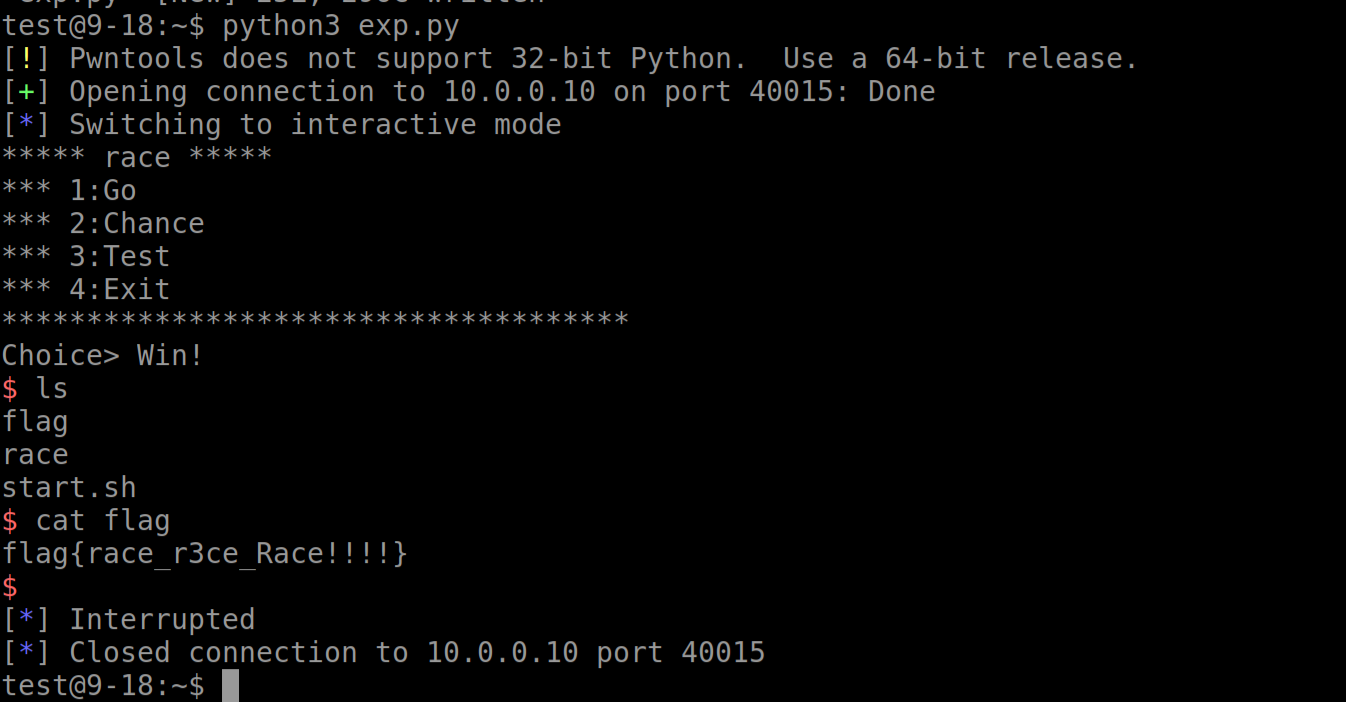 test@9-18:~$ python3 exp.py
[!] Pwntools does not support 32-bit Python.  Use a 64-bit release.
[+] Opening connection to 10.0.0.10 on port 40015: Done
[*] Switching to interactive mode
***** race *****
*** 1:Go
*** 2:Chance
*** 3:Test
*** 4:Exit
*************************************
Choice> Win!
$ ls
flag
race
start.sh
$ cat flag
flag{race_r3ce_Race!!!!}
$
[*] Interrupted
[*] Closed connection to 10.0.0.10 port 40015
test@9-18:~$